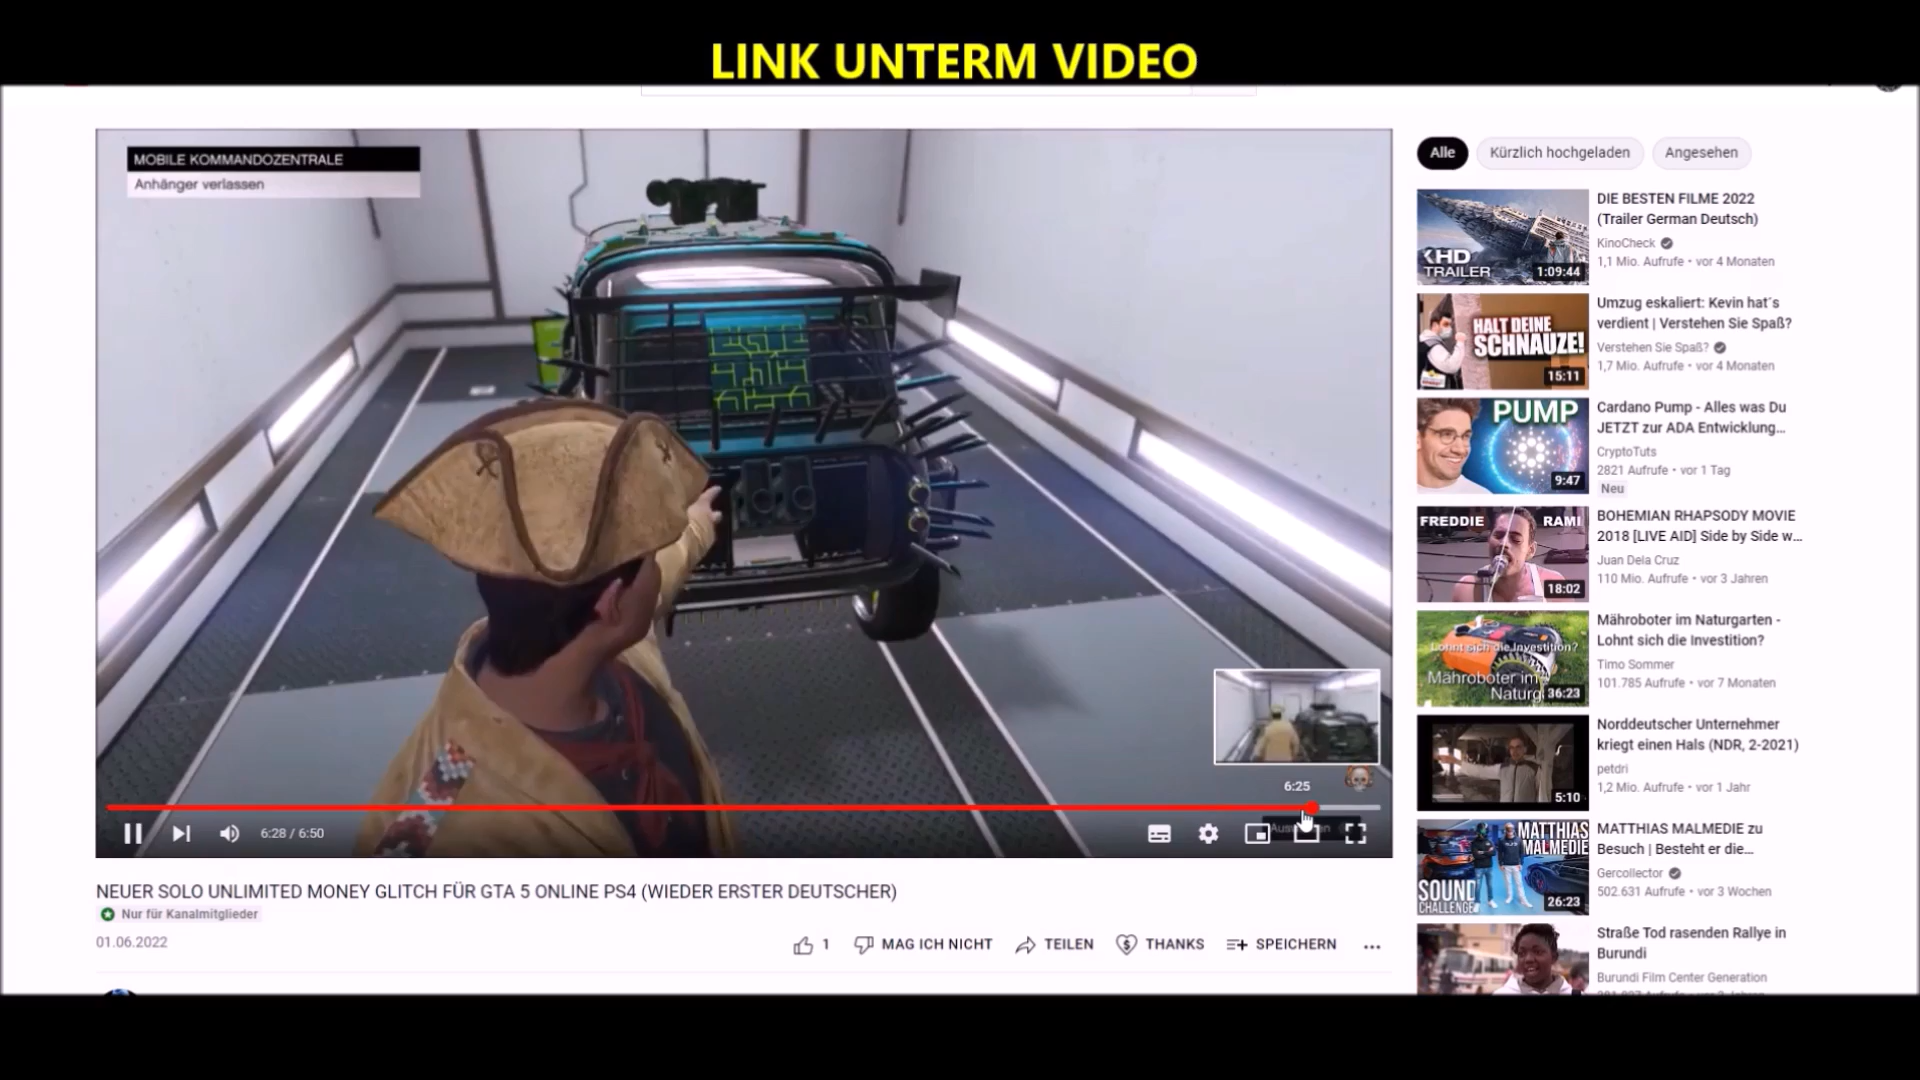 LINK UNTERM VIDEO
MOBILE KOMMANDOZENTRALE
Anhänger verlassen
6:25
6:28 / 6:50
NEUER SOLO UNLIMITED MONEY GLITCH FÜR GTA 5 ONLINE PS4 (WIEDER ERSTER DEUTSCHER)
Nur für Kanalmitglieder
01.06.2022
1
MAG ICH NICHT
TEILEN
THANKS
SPEICHERN
Alle
Kürzlich hochgeladen
Angesehen
XHD
TRAILER
1:09:44
DIE BESTEN FILME 2022
(Trailer German Deutsch)
KinoCheck
1,1 Mio. Aufrufe • vor 4 Monaten
HALT DEINE
SCHNAUZE!
15:11
Umzug eskaliert: Kevin hat´s
verdient | Verstehen Sie Spaß?
Verstehen Sie Spaß?
1,7 Mio. Aufrufe • vor 4 Monaten
PUMP
9:47
Cardano Pump - Alles was Du
JETZT zur ADA Entwicklung...
CryptoTuts
2821 Aufrufe • vor 1 Tag
Neu
FREDDIE
RAMI
18:02
BOHEMIAN RHAPSODY MOVIE
2018 [LIVE AID] Side by Side w...
Juan Dela Cruz
110 Mio. Aufrufe • vor 3 Jahren
Lohnt sich die Investition?
Mähroboter im
Naturg
36:23
Mähroboter im Naturgarten -
Lohnt sich die Investition?
Timo Sommer
101.785 Aufrufe • vor 7 Monaten
5:10
Norddeutscher Unternehmer
kriegt einen Hals (NDR, 2-2021)
petdri
1,2 Mio. Aufrufe • vor 1 Jahr
MATTHIAS
MALMEDIE
SOUND
CHALLENGE
26:23
MATTHIAS MALMEDIE zu
Besuch | Besteht er die...
Gercollector
502.631 Aufrufe • vor 3 Wochen
Straße Tod rasenden Rallye in
Burundi
Burundi Film Center Generation